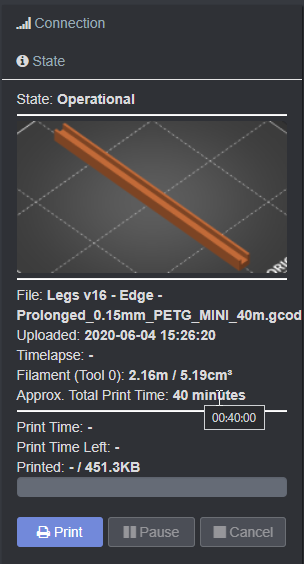 Connection
State
State: Operational
File: Legs v16 - Edge -
Prolonged_0.15mm_PETG_MINI_40m.gcod
Uploaded: 2020-06-04 15:26:20
Timelapse: -
Filament (Tool 0): 2.16m / 5.19cm³
Approx. Total Print Time: 40 minutes
00:40:00
Print Time: -
Print Time Left: -
Printed: - / 451.3KB
Print Pause Cancel